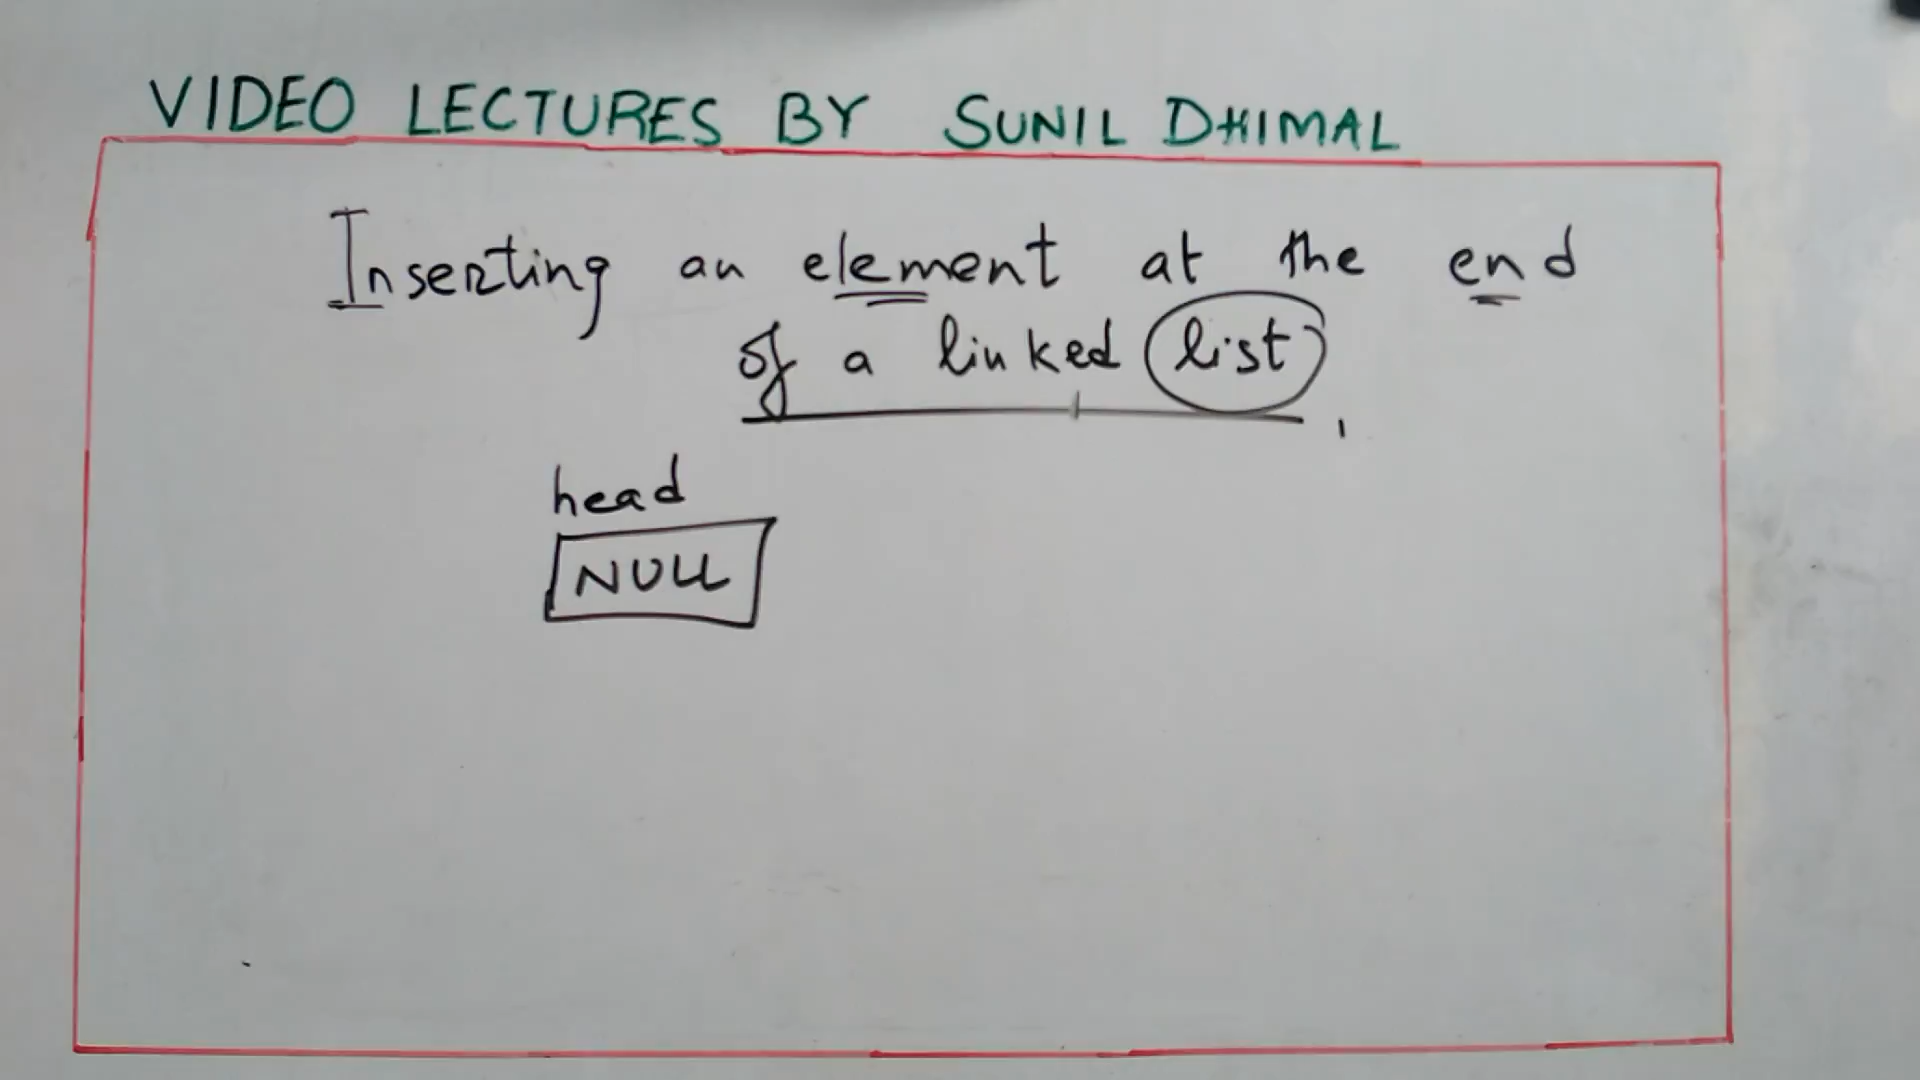 VIDEO LECTURES BY SUNIL DHIMAL
Inserting an element at the end
of a linked list
head
NULL